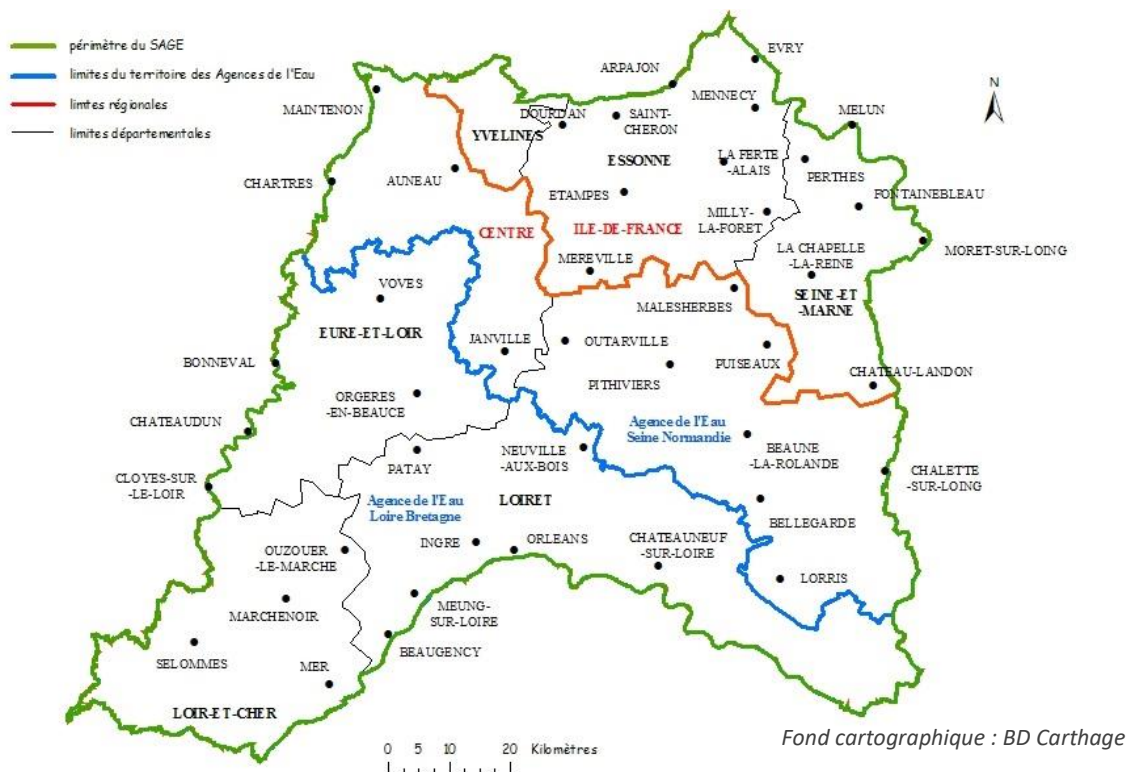 périmètre du SAGE
limites du territoire des Agences de l'Eau
limtes régionales
limites départementales
N
EVRY
ARPAJON
MENNECY
MAINTENON
DOURDAN
SAINT-
CHERON
MELUN
YVELINES
ESSONNE
LA FERTE
-ALAIS
PERTHES
CHARTRES
AUNEAU
ETAMPES
FONTAINEBLEAU
MILLY-
LA-FORET
CENTRE
ILE-DE-FRANCE
MORET-SUR-LOING
MEREVILLE
LA CHAPELLE
-LA-REINE
VOVES
MALESHERBES
SEINE-ET
-MARNE
EURE-ET-LOIR
JANVILLE
OUTARVILLE
PUISEAUX
BONNEVAL
PITHIVIERS
CHATEAU-LANDON
ORGERES
-EN-BEAUCE
CHATEAUDUN
Agence de l'Eau
Seine Normandie
PATAY
NEUVILLE
-AUX-BOIS
BEAUNE
-LA-ROLANDE
CHALETTE
-SUR-LOING
CLOYES-SUR
-LE-LOIR
Agence de l'Eau
Loire Bretagne
LOIRET
BELLEGARDE
OUZOUER
-LE-MARCHE
INGRE
ORLEANS
CHATEAUNEUF
-SUR-LOIRE
LORRIS
MARCHENOIR
MEUNG-
SUR-LOIRE
SELOMMES
BEAUGENCY
MER
LOIR-ET-CHER
0 5 10 20 Kilomètres
Fond cartographique : BD Carthage